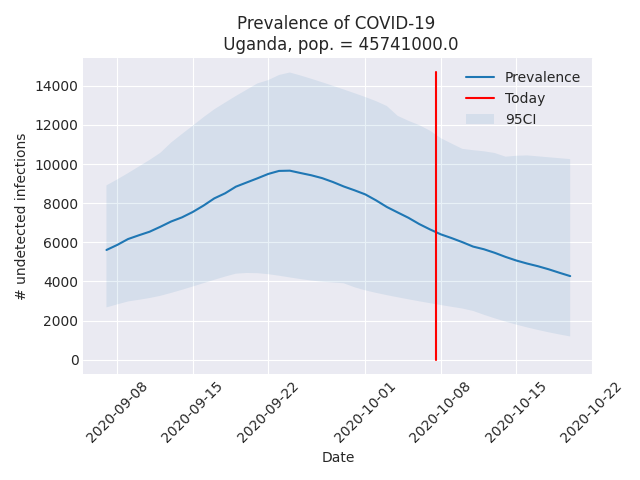 Prevalence of COVID-19
Uganda, pop. = 45741000.0
Prevalence
Today
95CI
# undetected infections
14000
12000
10000
8000
6000
4000
2000
0
2020-09-08
2020-09-15
2020-09-22
2020-10-01
2020-10-08
2020-10-15
2020-10-22
Date